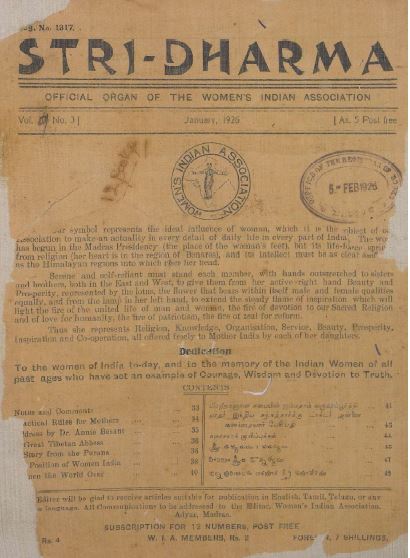 No. 1317.
STRI-DHARMA
OFFICIAL ORGAN OF THE WOMEN'S INDIAN ASSOCIATION
Vol. No. 3] January, 1926 [As. 5 Post free
WOMEN'S INDIAN ASSOCIATION
OFFICE OF THE REGISTRAR OF
5- FEB 1926
symbol represents the ideal influence of woman, which it is the object of
Association to make an actuality in every detail of daily life in every part of India.
has begun in the Madras Presidency (the place of the woman's feet), but its life-
from religion (her heart is in the region of Benares), and its intellect must be as clear
as the Himalayan regions into which rises her head.
Serene and self-reliant must stand each member, with hands outstretched to sisters
and brothers, both in the East and West, to give them from her active right hand Beauty and
Prosperity, represented by the lotus, the flower that bears within itself male and female qualities
equally, and from the lamp in her left hand, to extend the steady flame of inspiration which will
light the fire of the united life of man and woman, the fire of devotion to our Sacred Religion
and of love for humanity, the fire of patriotism, the fire of zeal for reform.
Thus she represents Religion, Knowledge, Organisation, Service, Beauty, Prosperity,
Inspiration and Co-operation, all offered freely to Mother India by each of her daughters.
Dedication
To the women of India to-day, and to the memory of the Indian Women of all
past ages who have set an example of Courage, Wisdom and Devotion to Truth.
CONTENTS
Notes and Comments ... 33
actical Rules for Mothers ... 34
ddress by Dr. Annie Besant ... 35
Great Tibetan Abbess ... 36
Story from the Purana ... 36
Position of Women India ... 38
men the World Over ... 40
41
45
46
46
47
48
Editor will be glad to receive articles suitable for publication in English, Tamil, Telugu, or any
language. All Communications to be addressed to the Editor, Women's Indian Association,
Adyar, Madras.
SUBSCRIPTION FOR 12 NUMBERS, POST FREE
Rs. 4 W. I. A. MEMBERS, Rs. 2 7 SHILLINGS.